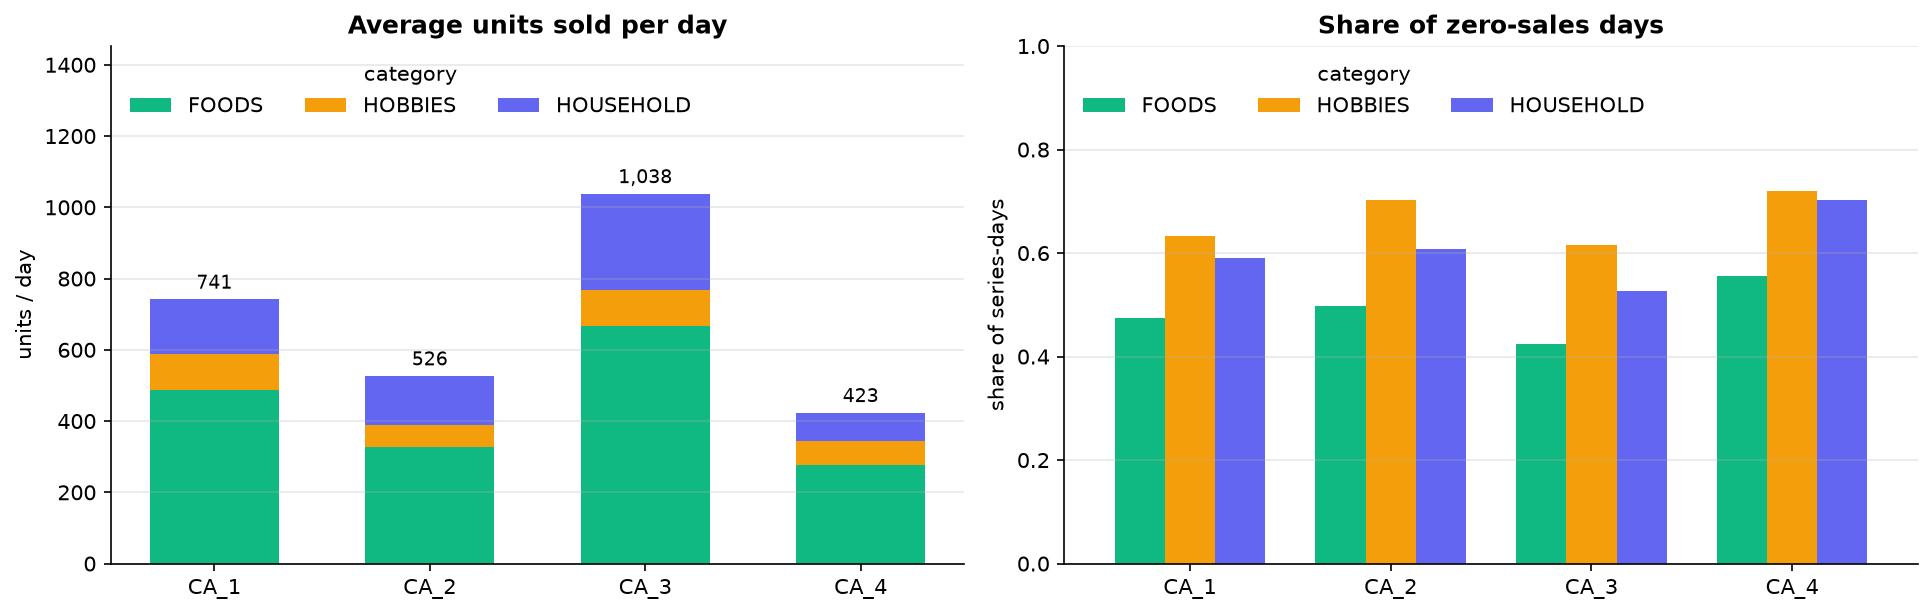 Average units sold per day
units / day
1400
1200
1000
800
600
400
200
0
category
FOODS HOBBIES HOUSEHOLD
741
526
1,038
423
CA_1 CA_2 CA_3 CA_4
Share of zero-sales days
share of series-days
1.0
0.8
0.6
0.4
0.2
0.0
category
FOODS HOBBIES HOUSEHOLD
CA_1 CA_2 CA_3 CA_4